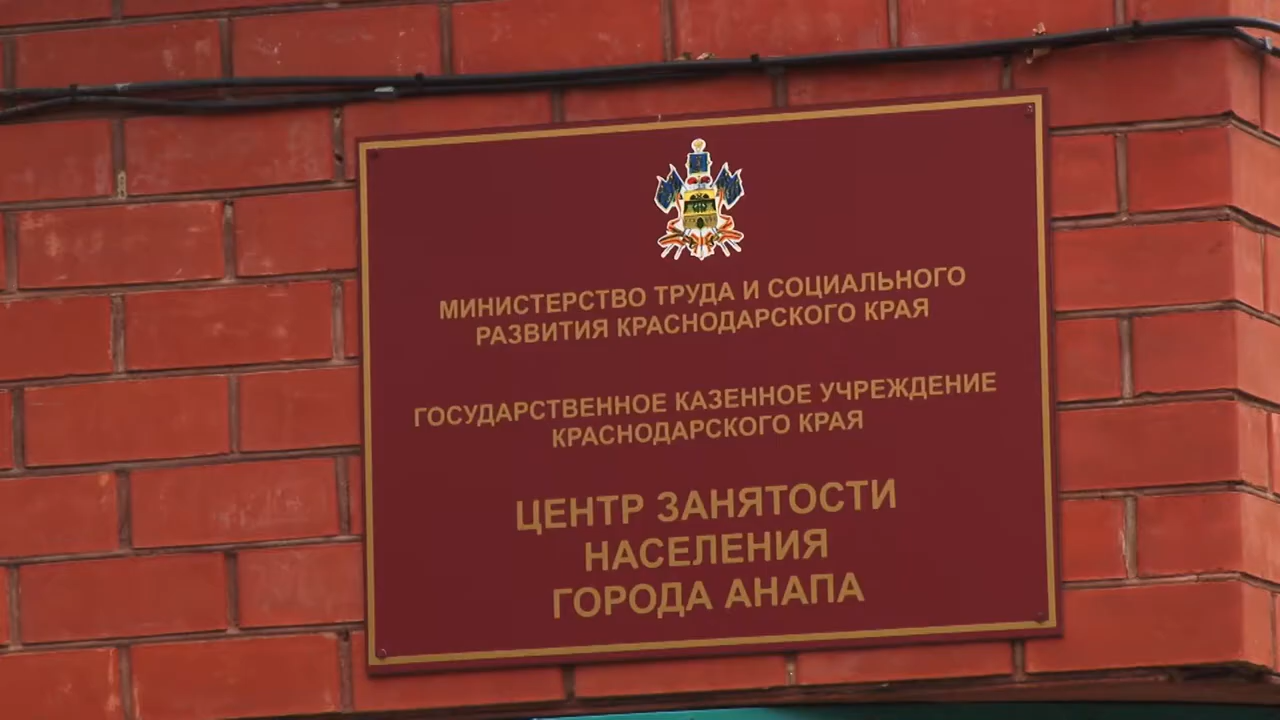 МИНИСТЕРСТВО ТРУДА И СОЦИАЛЬНОГО
РАЗВИТИЯ КРАСНОДАРСКОГО КРАЯ
ГОСУДАРСТВЕННОЕ КАЗЕННОЕ УЧРЕЖДЕНИЕ
КРАСНОДАРСКОГО КРАЯ
ЦЕНТР ЗАНЯТОСТИ
НАСЕЛЕНИЯ
ГОРОДА АНАПА